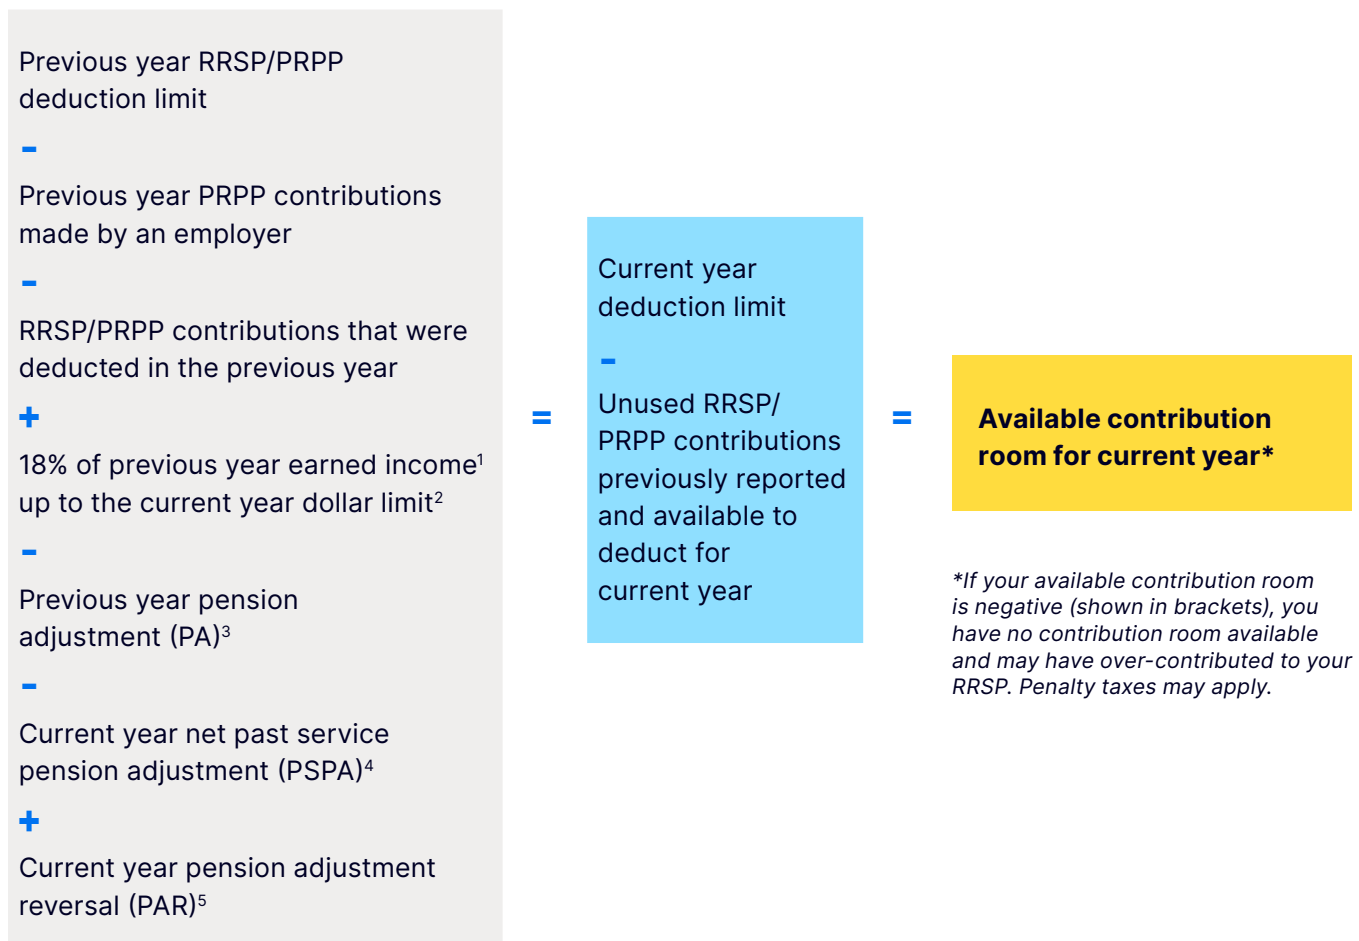 Previous year RRSP/PRPP
deduction limit
-
Previous year PRPP contributions
made by an employer
-
RRSP/PRPP contributions that were
deducted in the previous year
+
18% of previous year earned income¹
up to the current year dollar limit²
-
Previous year pension
adjustment (PA)³
-
Current year net past service
pension adjustment (PSPA)⁴
+
Current year pension adjustment
reversal (PAR)⁵
=
Current year
deduction limit
-
Unused RRSP/
PRPP contributions
previously reported
and available to
deduct for
current year
=
Available contribution
room for current year*
*If your available contribution room
is negative (shown in brackets), you
have no contribution room available
and may have over-contributed to your
RRSP. Penalty taxes may apply.